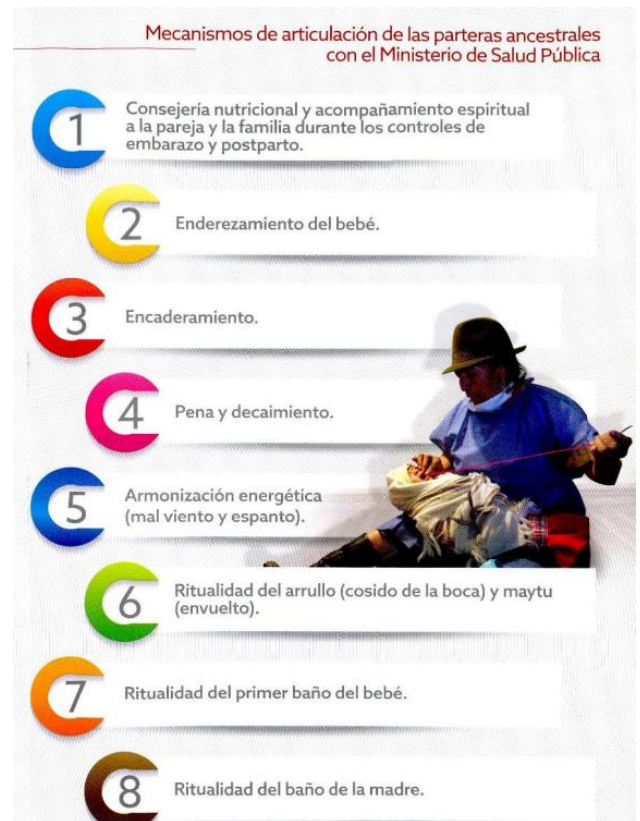 Mecanismos de articulación de las parteras ancestrales
con el Ministerio de Salud Pública
1
Consejería nutricional y acompañamiento espiritual
a la pareja y la familia durante los controles de
embarazo y postparto.
2
Enderezamiento del bebé.
3
Encaderamiento.
4
Pena y decaimiento.
5
Armonización energética
(mal viento y espanto).
6
Ritualidad del arrullo (cosido de la boca) y maytu
(envuelto).
7
Ritualidad del primer baño del bebé.
8
Ritualidad del baño de la madre.